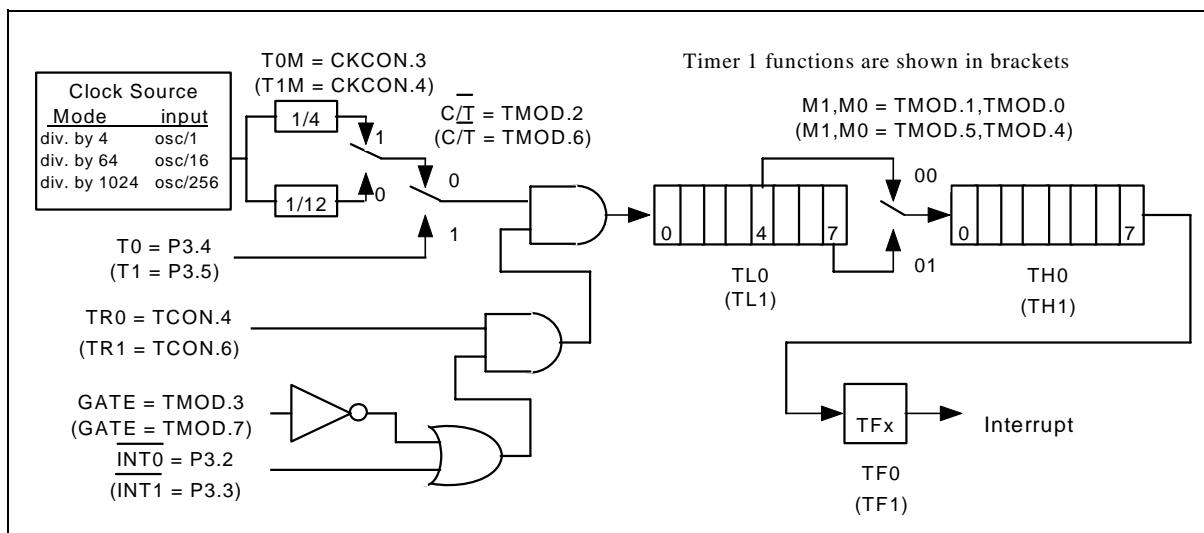 T0M = CKCON.3
(T1M = CKCON.4)
Timer 1 functions are shown in brackets
Clock Source
Mode input
div. by 4 osc/1
div. by 64 osc/16
div. by 1024 osc/256
1/4
1/12
1
0
C/T = TMOD.2
(C/T = TMOD.6)
0
1
M1,M0 = TMOD.1,TMOD.0
(M1,M0 = TMOD.5,TMOD.4)
00
01
0 4 7
TL0
(TL1)
0 7
TH0
(TH1)
T0 = P3.4
(T1 = P3.5)
TR0 = TCON.4
(TR1 = TCON.6)
GATE = TMOD.3
(GATE = TMOD.7)
INT0 = P3.2
(INT1 = P3.3)
TFx
Interrupt
TF0
(TF1)